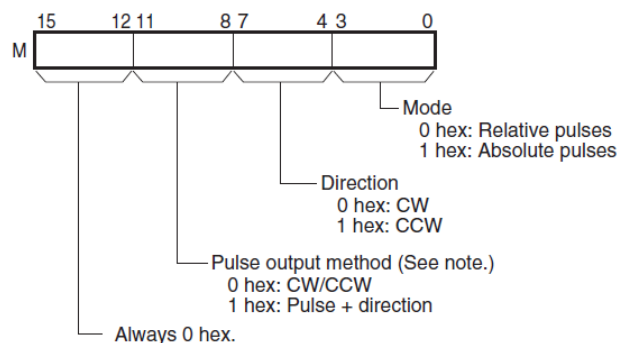 15 12 11 8 7 4 3 0
M
Mode
0 hex: Relative pulses
1 hex: Absolute pulses
Direction
0 hex: CW
1 hex: CCW
Pulse output method (See note.)
0 hex: CW/CCW
1 hex: Pulse + direction
Always 0 hex.